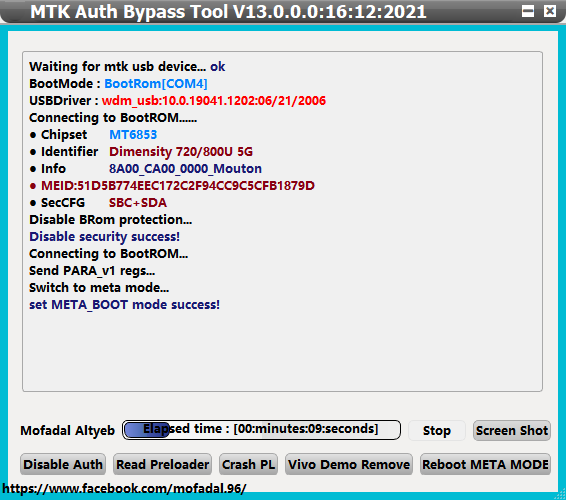 MTK Auth Bypass Tool V13.0.0.0:16:12:2021
Waiting for mtk usb device... ok
BootMode : BootRom[COM4]
USBDriver : wdm_usb:10.0.19041.1202:06/21/2006
Connecting to BootROM......
● Chipset MT6853
● Identifier Dimensity 720/800U 5G
● Info 8A00_CA00_0000_Mouton
● MEID:51D5B774EEC172C2F94CC9C5CFB1879D
● SecCFG SBC+SDA
Disable BRom protection...
Disable security success!
Connecting to BootROM...
Send PARA_v1 regs...
Switch to meta mode...
set META_BOOT mode success!
Mofadal Altyeb Elapsed time : [00:minutes:09:seconds] Stop Screen Shot
Disable Auth Read Preloader Crash PL Vivo Demo Remove Reboot META MODE
https://www.facebook.com/mofadal.96/